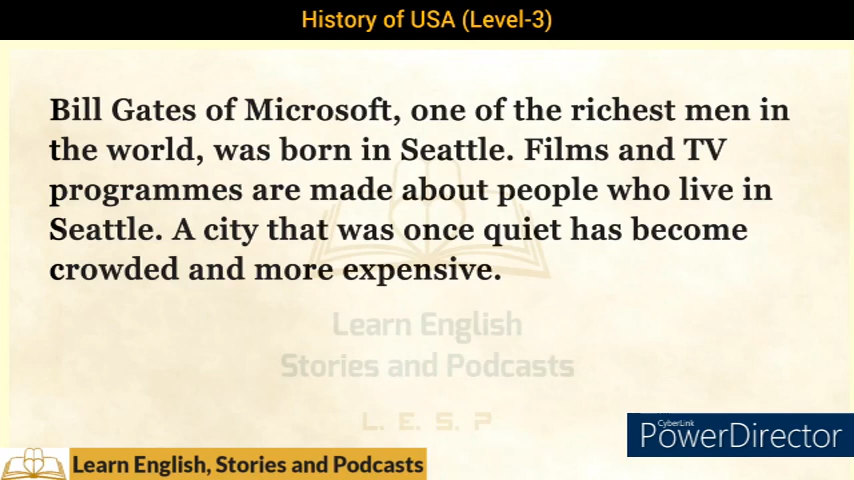 History of USA (Level-3)
Bill Gates of Microsoft, one of the richest men in
the world, was born in Seattle. Films and TV
programmes are made about people who live in
Seattle. A city that was once quiet has become
crowded and more expensive.
Learn English
Stories and Podcasts
L. E. S. P
CyberLink
PowerDirector
Learn English, Stories and Podcasts